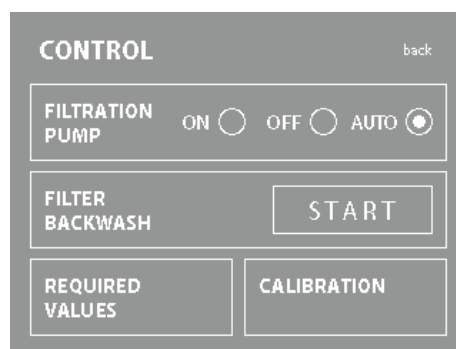 CONTROL back
FILTRATION
PUMP ON OFF AUTO
FILTER
BACKWASH START
REQUIRED
VALUES
CALIBRATION